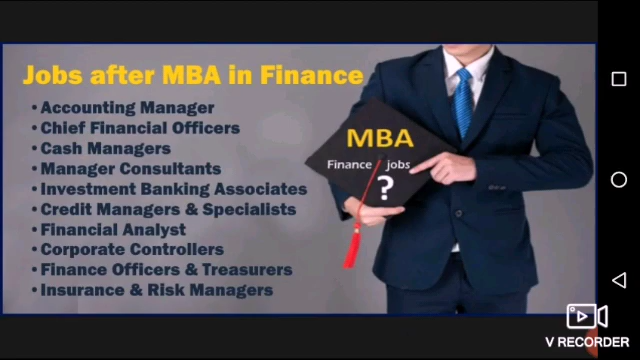 Jobs after MBA in Finance
• Accounting Manager
• Chief Financial Officers
• Cash Managers
• Manager Consultants
• Investment Banking Associates
• Credit Managers & Specialists
• Financial Analyst
• Corporate Controllers
• Finance Officers & Treasurers
• Insurance & Risk Managers
MBA
Finance jobs
?
V RECORDER